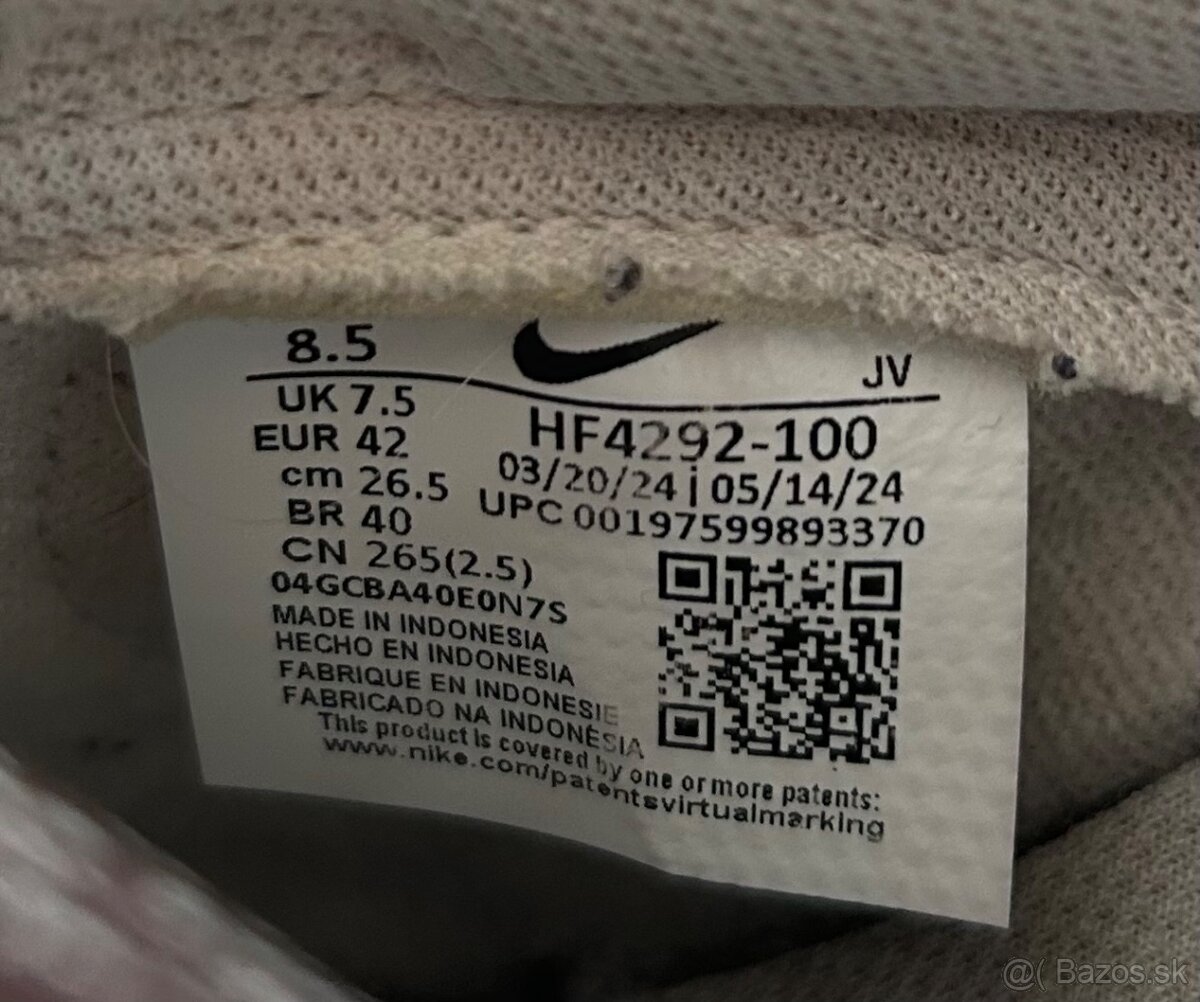 8.5
JV
UK 7.5
EUR 42
cm 26.5
BR 40
CN 265(2.5)
HF4292-100
03/20/24 | 05/14/24
UPC 00197599893370
04GCBA40E0N7S
MADE IN INDONESIA
HECHO EN INDONESIA
FABRIQUE EN INDONESIE
FABRICADO NA INDONÉSIA
This product is covered by one or more patents:
www.nike.com/patentsvirtualmarking
@( Bazos.sk